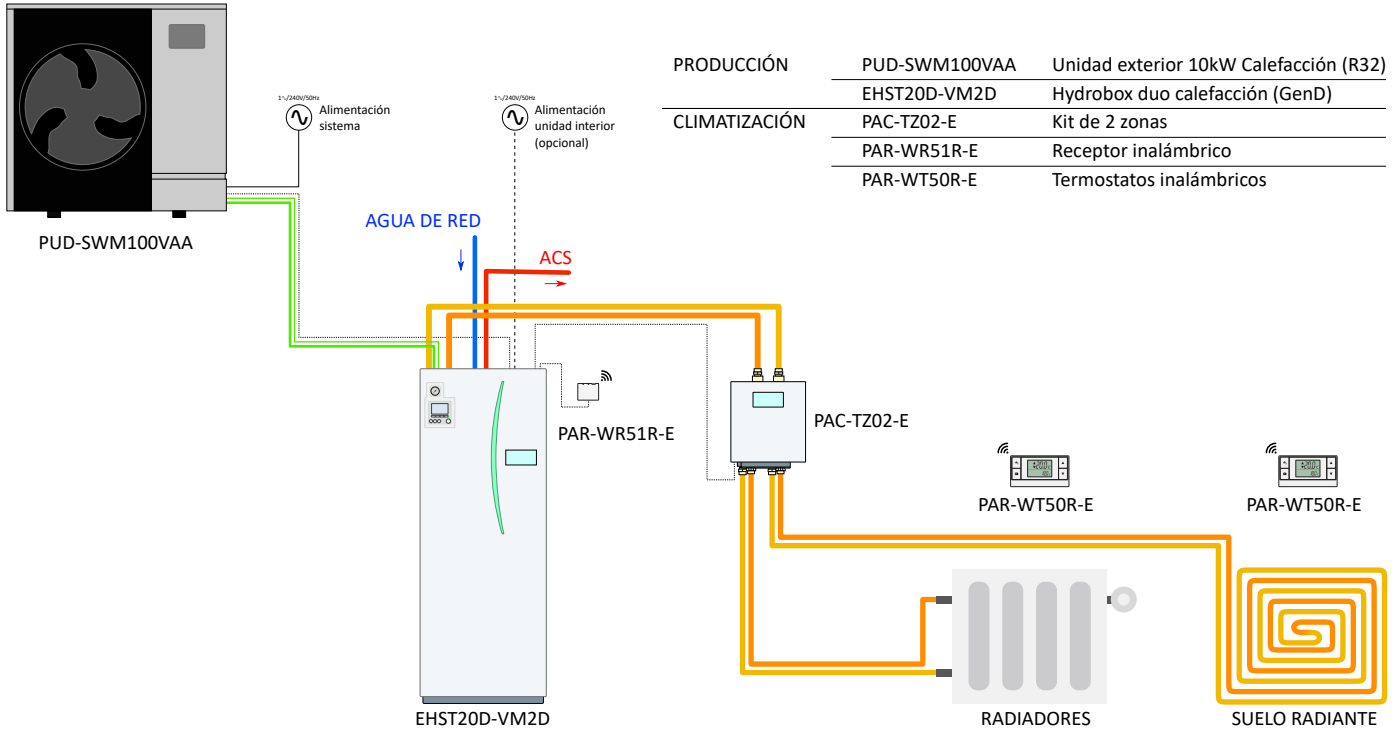 PRODUCCIÓN PUD-SWM100VAA Unidad exterior 10kW Calefacción (R32)
EHST20D-VM2D Hydrobox duo calefacción (GenD)
CLIMATIZACIÓN PAC-TZ02-E Kit de 2 zonas
PAR-WR51R-E Receptor inalámbrico
PAR-WT50R-E Termostatos inalámbricos
1~/240V/50Hz
Alimentación
sistema
1~/240V/50Hz
Alimentación
unidad interior
(opcional)
PUD-SWM100VAA
AGUA DE RED
ACS
PAR-WR51R-E
PAC-TZ02-E
PAR-WT50R-E
PAR-WT50R-E
EHST20D-VM2D
RADIADORES
SUELO RADIANTE